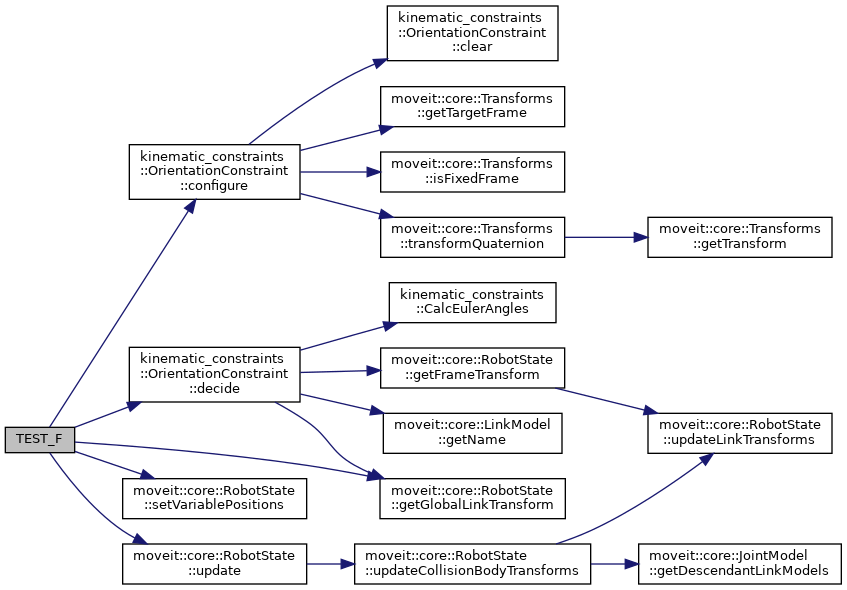 kinematic_constraints
::OrientationConstraint
::clear
moveit::core::Transforms
::getTargetFrame
kinematic_constraints
::OrientationConstraint
::configure
moveit::core::Transforms
::isFixedFrame
moveit::core::Transforms
::transformQuaternion
moveit::core::Transforms
::getTransform
kinematic_constraints
::CalcEulerAngles
kinematic_constraints
::OrientationConstraint
::decide
moveit::core::RobotState
::getFrameTransform
moveit::core::LinkModel
::getName
moveit::core::RobotState
::updateLinkTransforms
TEST_F
moveit::core::RobotState
::setVariablePositions
moveit::core::RobotState
::getGlobalLinkTransform
moveit::core::RobotState
::update
moveit::core::RobotState
::updateCollisionBodyTransforms
moveit::core::JointModel
::getDescendantLinkModels